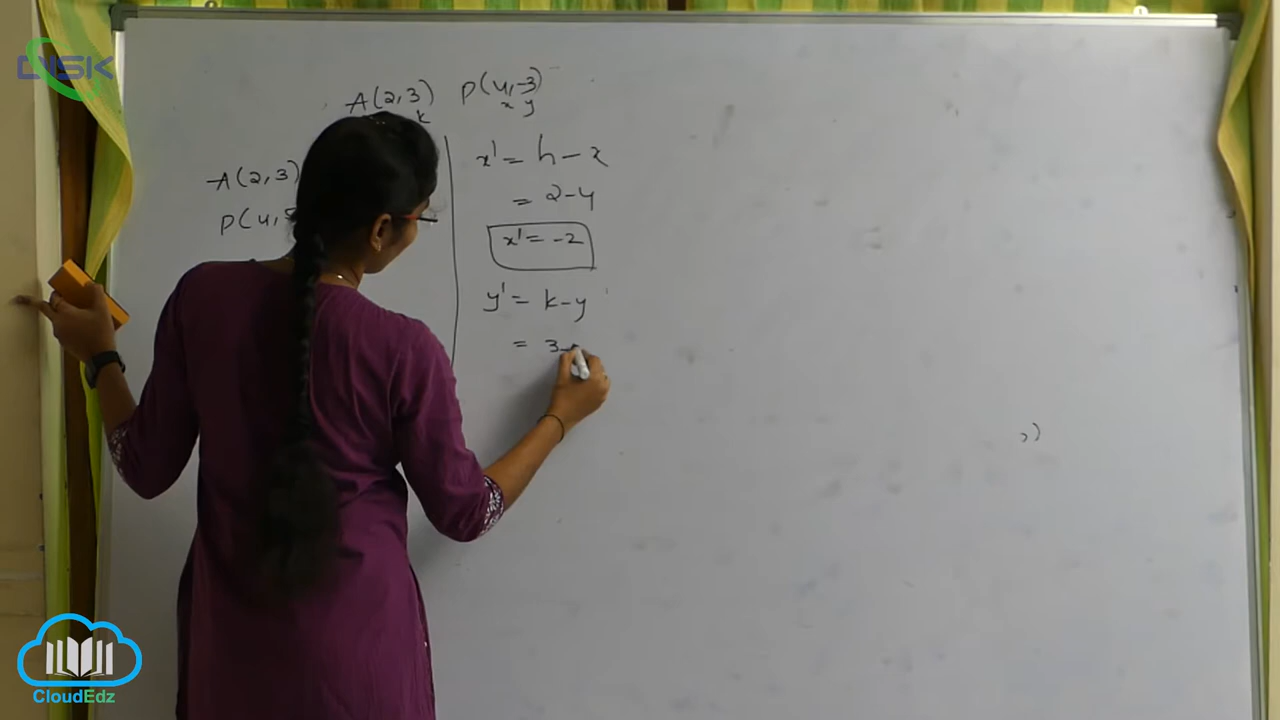 DISK
A(2,3) P(4,-3)
k x y
A(2,3)
P(4,
x' = h - x
= 2-4
x' = -2
y' = k-y
= 3-
CloudEdz